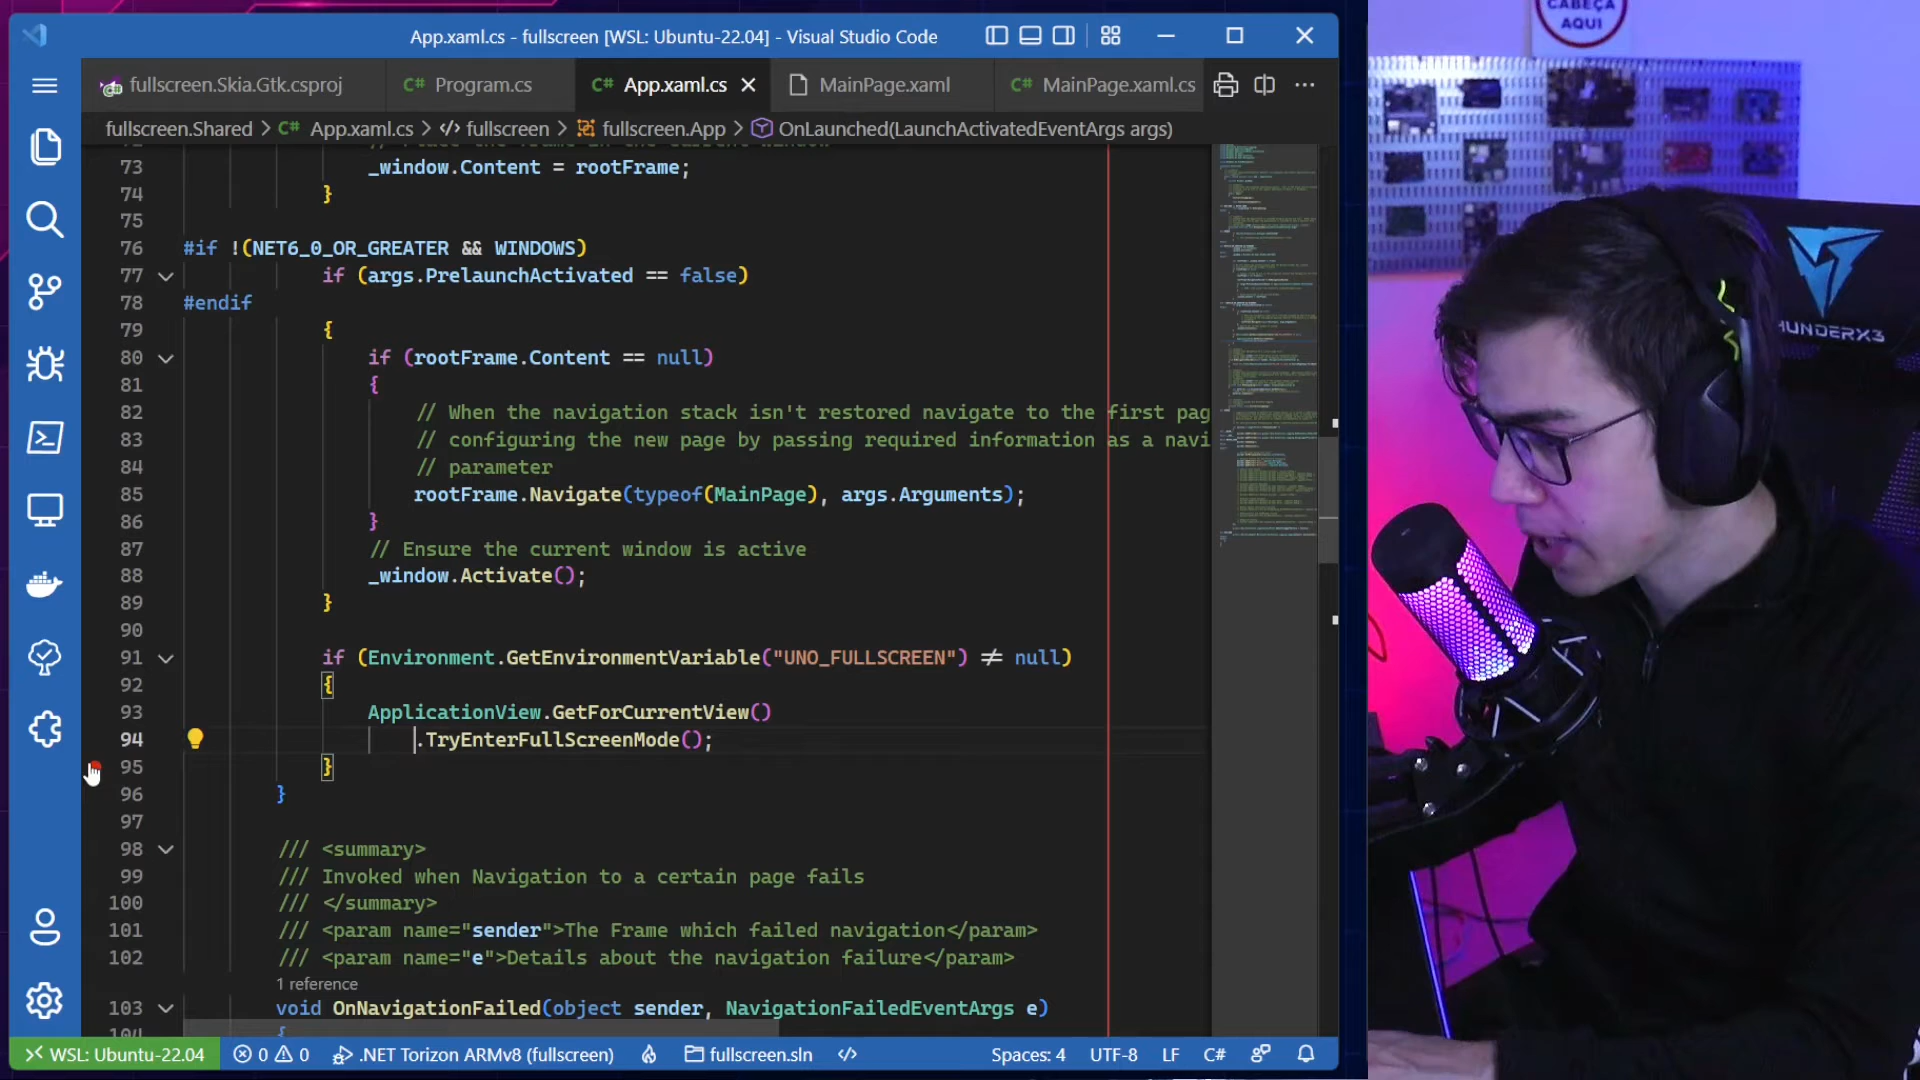 App.xaml.cs - fullscreen [WSL: Ubuntu-22.04] - Visual Studio Code
fullscreen.Skia.Gtk.csproj C# Program.cs C# App.xaml.cs MainPage.xaml C# MainPage.xaml.cs
fullscreen.Shared > C# App.xaml.cs > fullscreen > fullscreen.App > OnLaunched(LaunchActivatedEventArgs args)
73 _window.Content = rootFrame;
74 }
75
76 #if !(NET6_0_OR_GREATER && WINDOWS)
77 if (args.PrelaunchActivated == false)
78 #endif
79 {
80 if (rootFrame.Content == null)
81 {
82 // When the navigation stack isn't restored navigate to the first pag
83 // configuring the new page by passing required information as a navi
84 // parameter
85 rootFrame.Navigate(typeof(MainPage), args.Arguments);
86 }
87 // Ensure the current window is active
88 _window.Activate();
89 }
90
91 if (Environment.GetEnvironmentVariable("UNO_FULLSCREEN") != null)
92 {
93 ApplicationView.GetForCurrentView()
94 .TryEnterFullScreenMode();
95 }
96 }
97
98 /// <summary>
99 /// Invoked when Navigation to a certain page fails
100 /// </summary>
101 /// <param name="sender">The Frame which failed navigation</param>
102 /// <param name="e">Details about the navigation failure</param>
1 reference
103 void OnNavigationFailed(object sender, NavigationFailedEventArgs e)
104 {
WSL: Ubuntu-22.04 0 0 .NET Torizon ARMv8 (fullscreen) fullscreen.sln Spaces: 4 UTF-8 LF C#
CABEÇA
AQUI
HUNDERX3